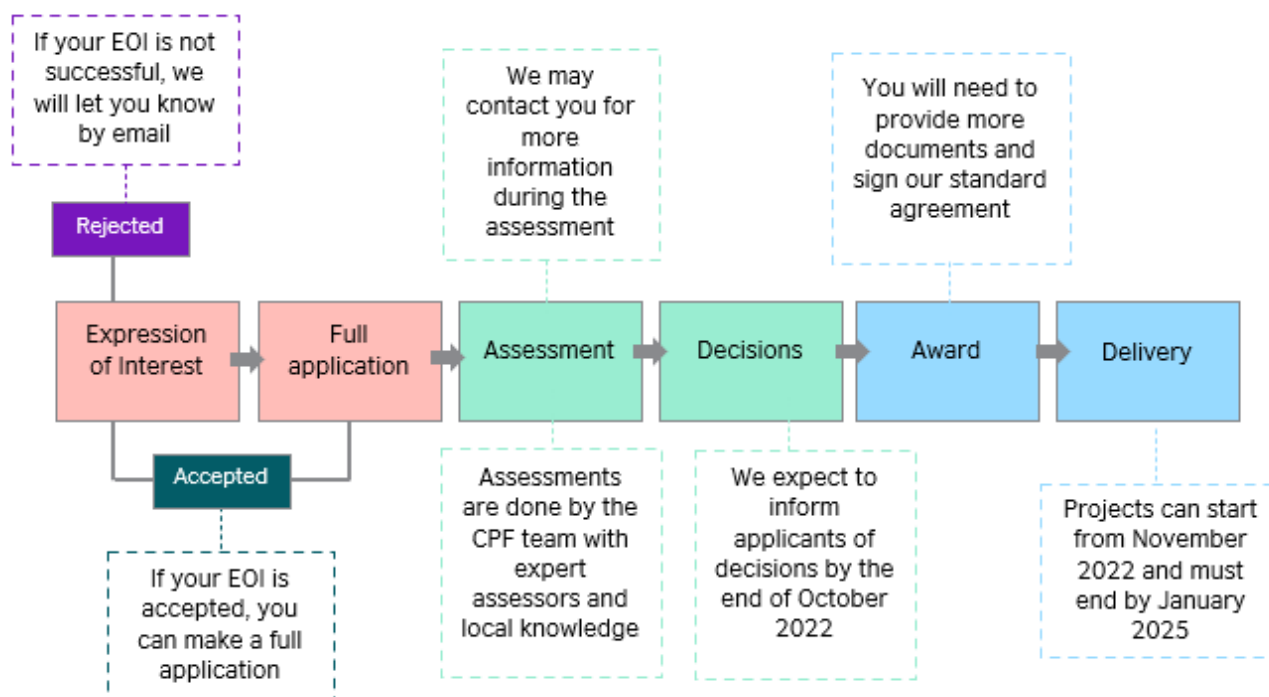 If your EOI is not
successful, we
will let you know
by email
Rejected
We may
contact you for
more
information
during the
assessment
You will need to
provide more
documents and
sign our standard
agreement
Expression
of Interest
Full
application
Assessment
Decisions
Award
Delivery
Accepted
If your EOI is
accepted, you
can make a full
application
Assessments
are done by the
CPF team with
expert
assessors and
local knowledge
We expect to
inform
applicants of
decisions by the
end of October
2022
Projects can start
from November
2022 and must
end by January
2025